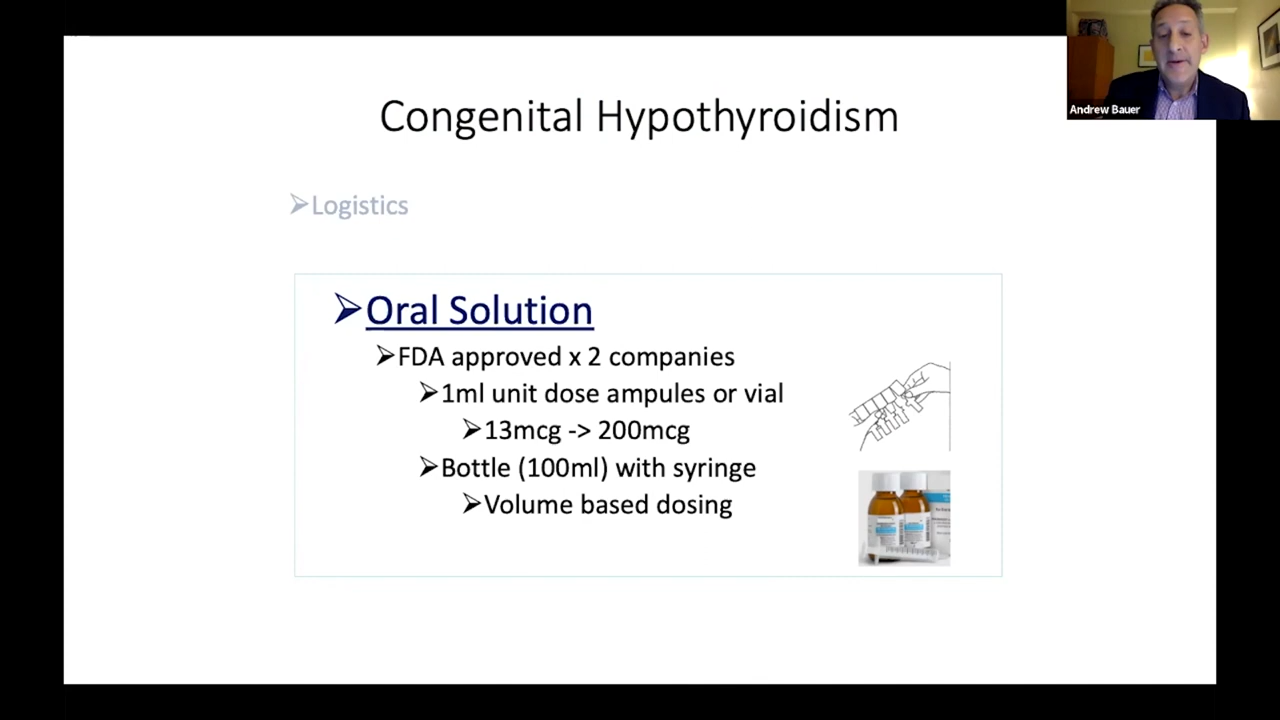 Congenital Hypothyroidism
Andrew Bauer
➢Logistics
➢Oral Solution
➢FDA approved x 2 companies
➢1ml unit dose ampules or vial
➢13mcg -> 200mcg
➢Bottle (100ml) with syringe
➢Volume based dosing